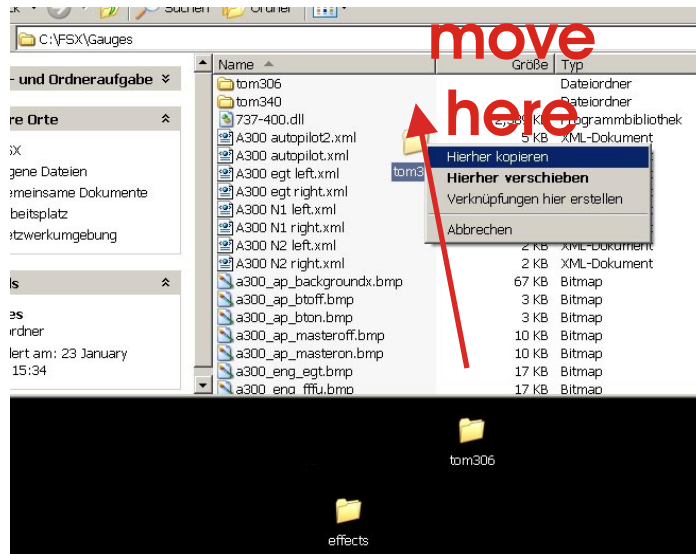 Suchen
Ordner
C:\FSX\Gauges
- und Ordneraufgabe
re Orte
gene Dateien
emeinsame Dokumente
beitsplatz
etzwerkumgebung
ls
es
ordner
lert am: 23 January
15:34
Name Größe Typ
tom306 Dateiordner
tom340 Dateiordner
737-400.dll KB Programmbibliothek
A300 autopilot2.xml 5 KB XML-Dokument
A300 autopilot.xml
A300 egt left.xml
A300 egt right.xml
A300 N1 left.xml
A300 N1 right.xml
A300 N2 left.xml 2 KB XML-Dokument
A300 N2 right.xml 2 KB XML-Dokument
a300_ap_backgroundx.bmp 67 KB Bitmap
a300_ap_btoff.bmp 3 KB Bitmap
a300_ap_bton.bmp 3 KB Bitmap
a300_ap_masteroff.bmp 10 KB Bitmap
a300_ap_masteron.bmp 10 KB Bitmap
a300_eng_egt.bmp 17 KB Bitmap
a300_eng_fffu.bmp 17 KB Bitmap
move
here
tom3
Hierher kopieren
Hierher verschieben
Verknüpfungen hier erstellen
Abbrechen
tom306
effects